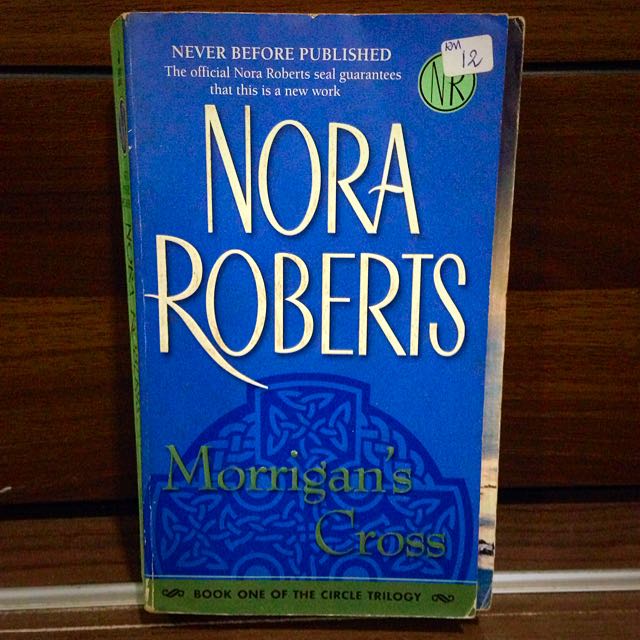 NEVER BEFORE PUBLISHED
The official Nora Roberts seal guarantees
that this is a new work
RM
12
NR
NORA
ROBERTS
Morrigan's
Cross
BOOK ONE OF THE CIRCLE TRILOGY